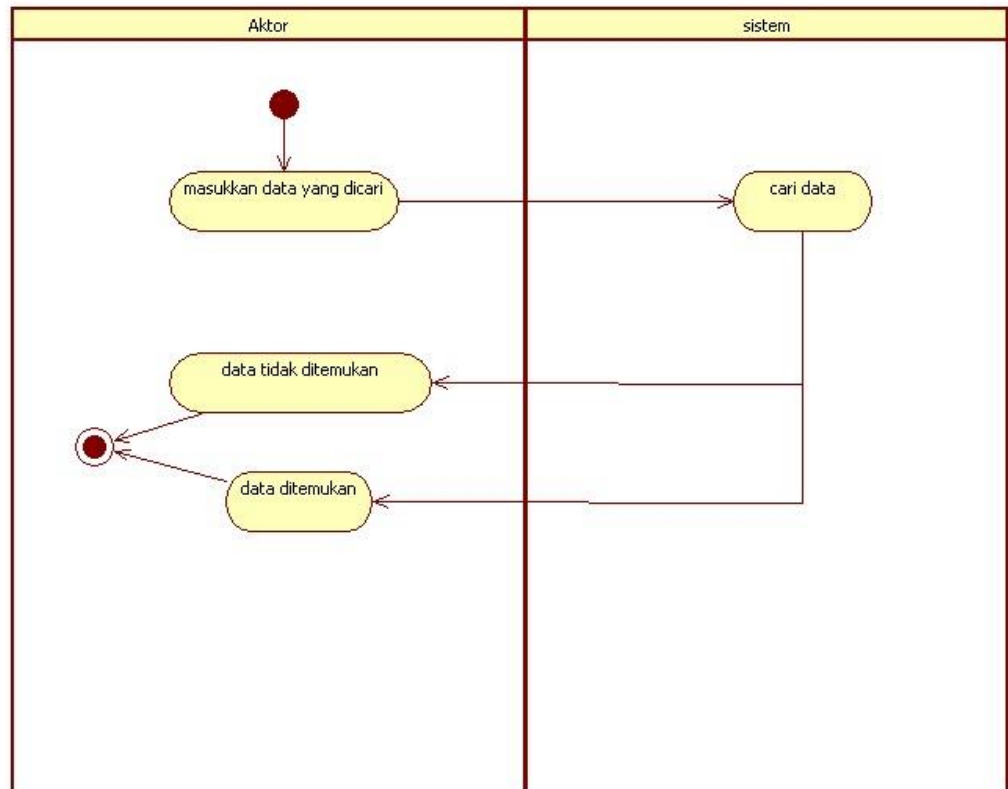 Aktor
sistem
masukkan data yang dicari
cari data
data tidak ditemukan
data ditemukan